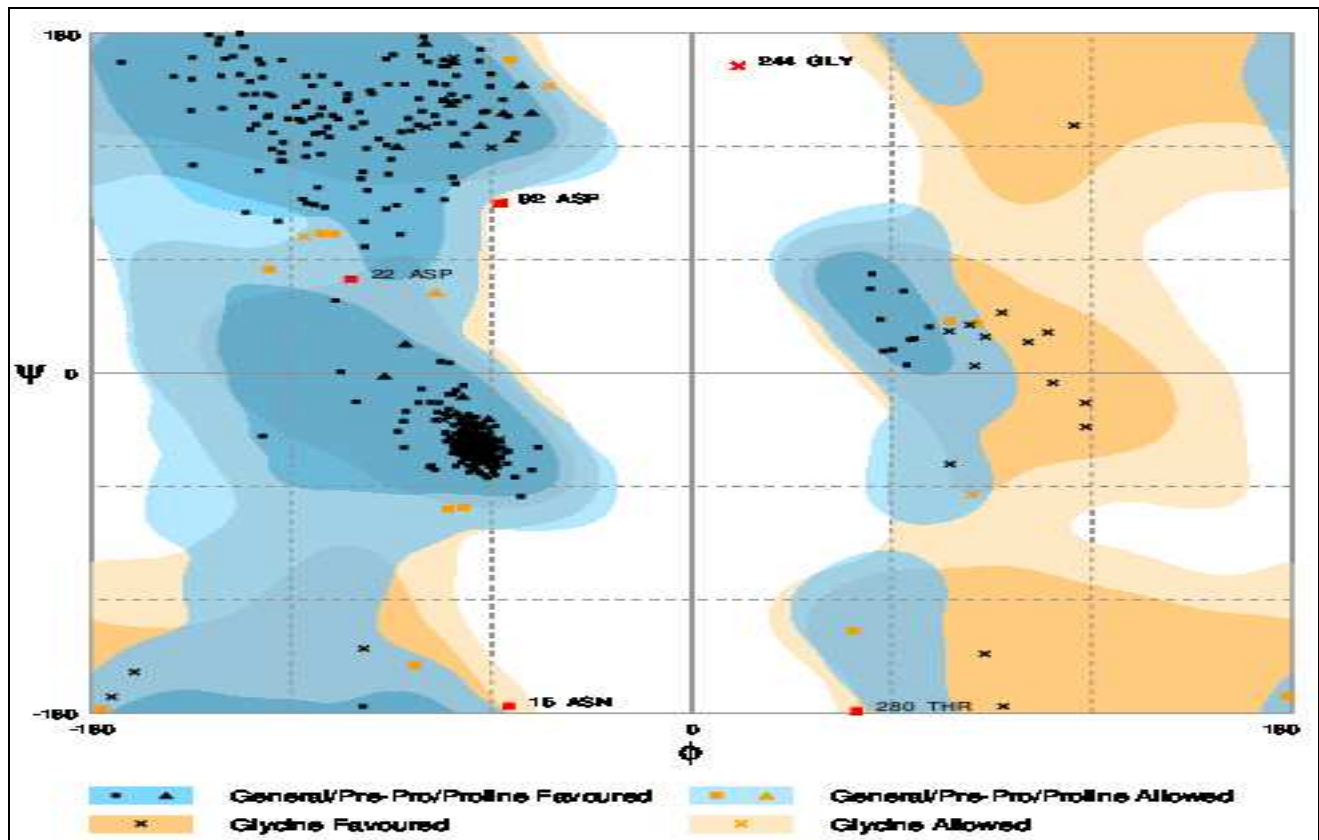 180
244 GLY
92 ASP
22 ASP
Ψ 0
15 ASN
280 THR
-180
-180 0 180
Φ
General/Pre-Pro/Proline Favoured General/Pre-Pro/Proline Allowed
Glycine Favoured Glycine Allowed